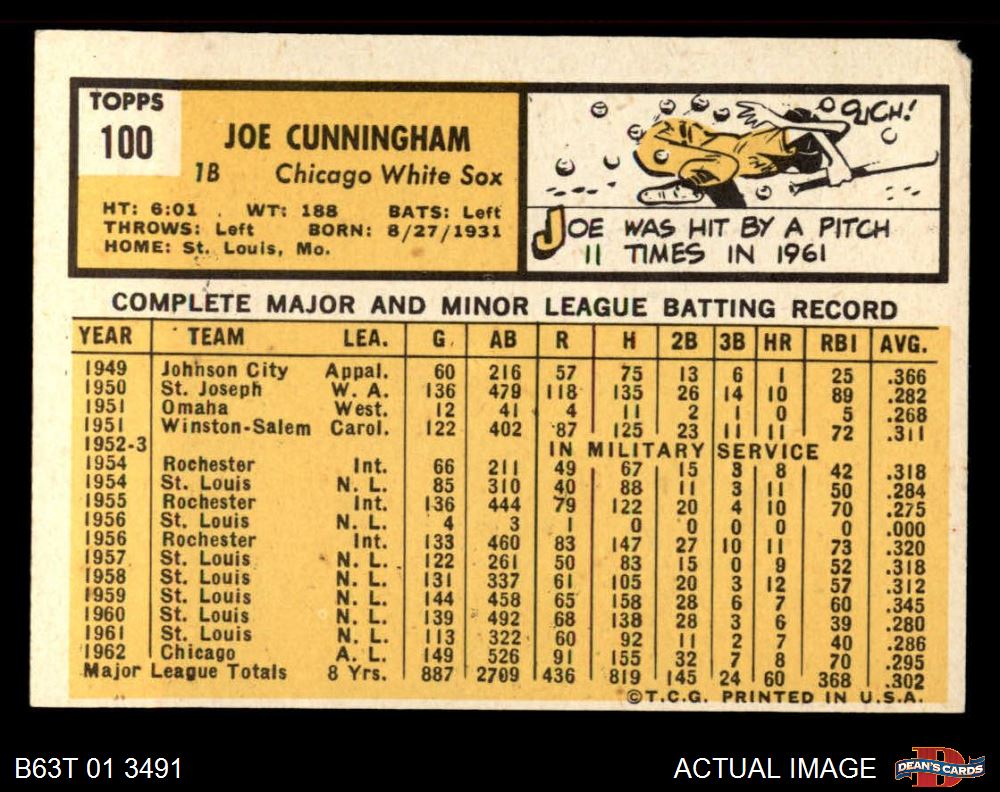 TOPPS
100
JOE CUNNINGHAM
1B Chicago White Sox
HT: 6:01 WT: 188 BATS: Left
THROWS: Left BORN: 8/27/1931
HOME: St. Louis, Mo.
OUCH!
JOE WAS HIT BY A PITCH
11 TIMES IN 1961
COMPLETE MAJOR AND MINOR LEAGUE BATTING RECORD
YEAR TEAM LEA. G. AB R H 2B 3B HR RBI AVG.
1949 Johnson City Appal. 60 216 57 75 13 6 1 25 .366
1950 St. Joseph W. A. 136 479 118 135 26 14 10 89 .282
1951 Omaha West. 12 41 4 11 2 1 0 5 .268
1951 Winston-Salem Carol. 122 402 87 125 23 11 11 72 .311
1952-3 IN MILITARY SERVICE
1954 Rochester Int. 66 211 49 67 15 3 8 42 .318
1954 St. Louis N. L. 85 310 40 88 11 3 11 50 .284
1955 Rochester Int. 136 444 79 122 20 4 10 70 .275
1956 St. Louis N. L. 4 3 1 0 0 0 0 0 .000
1956 Rochester Int. 133 460 83 147 27 10 11 73 .320
1957 St. Louis N. L. 122 261 50 83 15 0 9 52 .318
1958 St. Louis N. L. 131 337 61 105 20 3 12 57 .312
1959 St. Louis N. L. 144 458 65 158 28 6 7 60 .345
1960 St. Louis N. L. 139 492 68 138 28 3 6 39 .280
1961 St. Louis N. L. 113 322 60 92 11 2 7 40 .286
1962 Chicago A. L. 149 526 91 155 32 7 8 70 .295
Major League Totals 8 Yrs. 887 2709 436 819 145 24 60 368 .302
©T.C.G. PRINTED IN U.S.A.
B63T 01 3491
ACTUAL IMAGE
DEAN'S CARDS